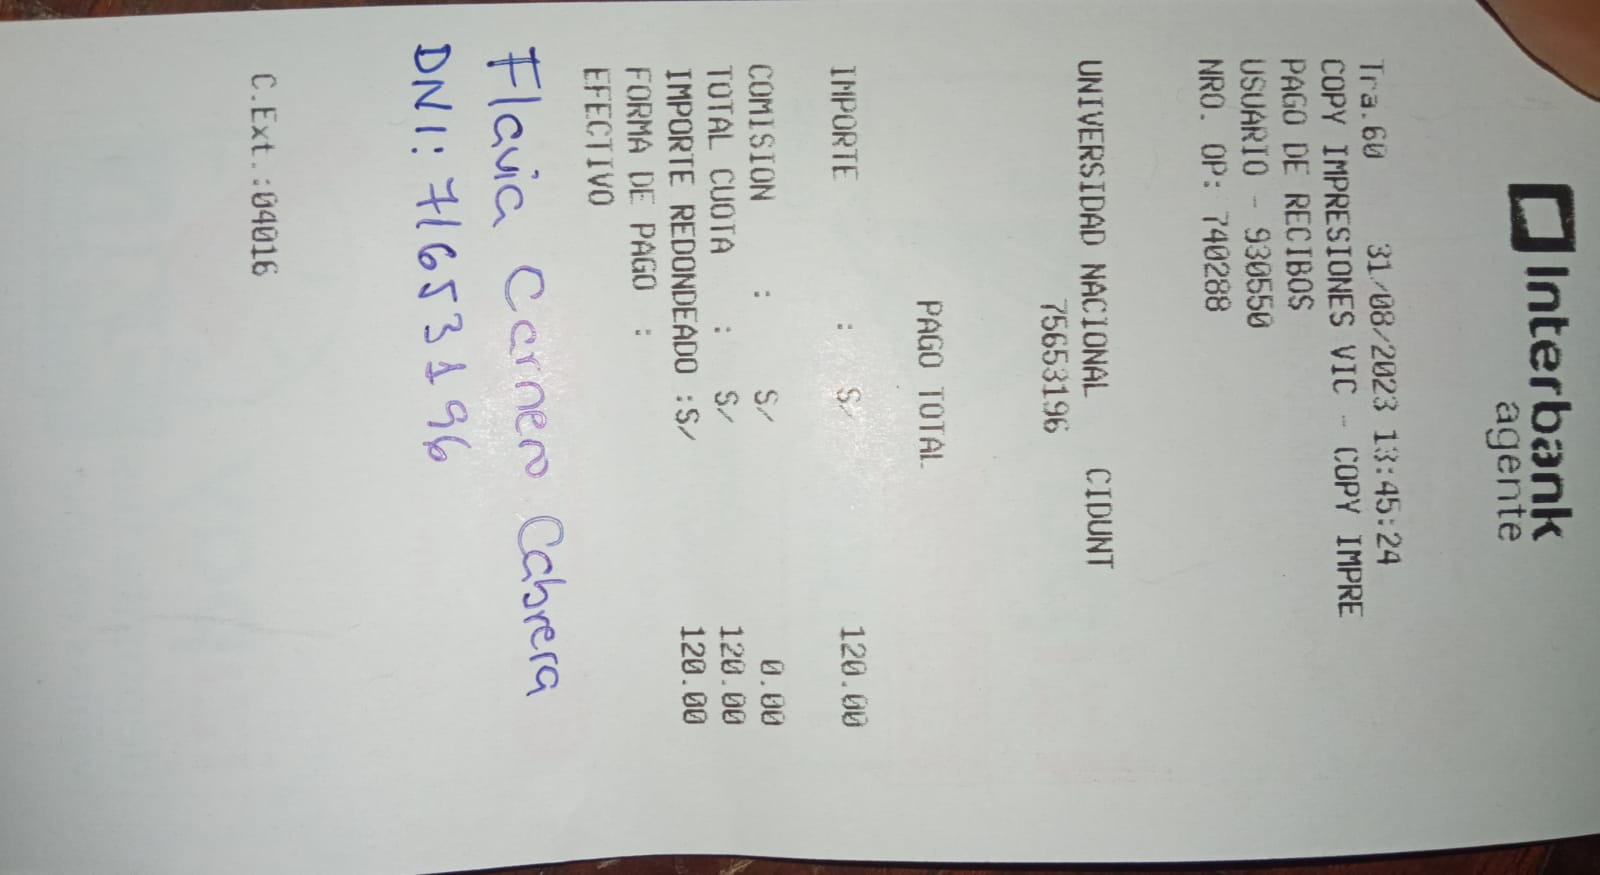 Interbank
agente
Tra.60 31/08/2023 13:45:24
COPY IMPRESIONES VIC - COPY IMPRE
PAGO DE RECIBOS
USUARIO - 930550
NRO. OP: 740288
UNIVERSIDAD NACIONAL CIDUNT
75653196
PAGO TOTAL
IMPORTE : S/ 120.00
COMISION : S/ 0.00
TOTAL CUOTA : S/ 120.00
IMPORTE REDONDEADO :S/ 120.00
FORMA DE PAGO :
EFECTIVO
Flavia Carnero Cabrera
DNI: 71653196
C.Ext.:04016